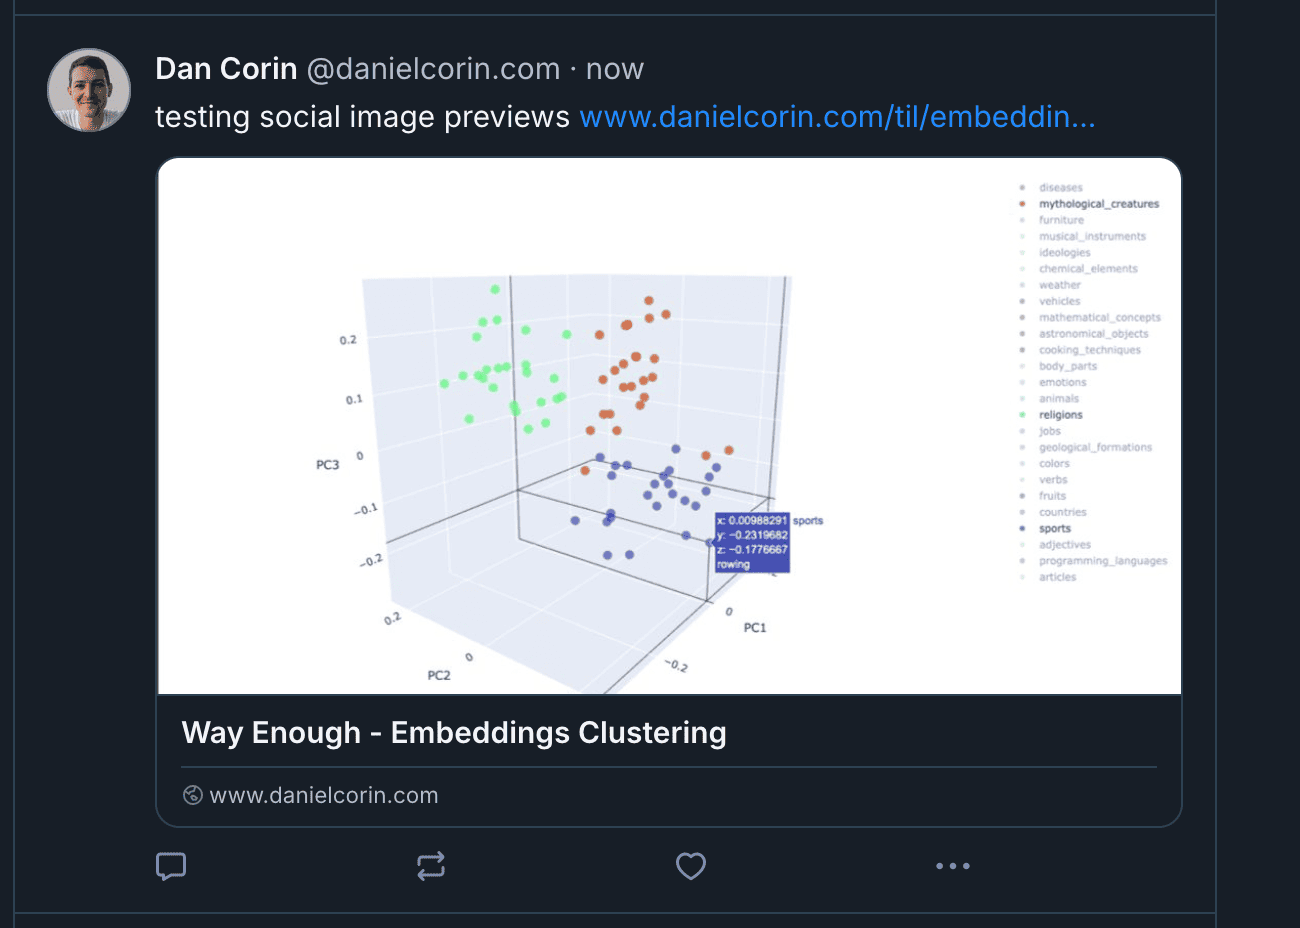 Dan Corin @danielcorin.com · now
testing social image previews www.danielcorin.com/til/embeddin...
diseases
mythological_creatures
furniture
musical_instruments
ideologies
chemical_elements
weather
vehicles
mathematical_concepts
astronomical_objects
cooking_techniques
body_parts
emotions
animals
religions
jobs
geological_formations
colors
verbs
fruits
countries
sports
adjectives
programming_languages
articles
0.2
0.1
PC3 0
−0.1
−0.2
x: 0.00988291 sports
y: −0.2319682
z: −0.1776667
rowing
0.2
0
PC2
0
PC1
−0.2
Way Enough - Embeddings Clustering
www.danielcorin.com